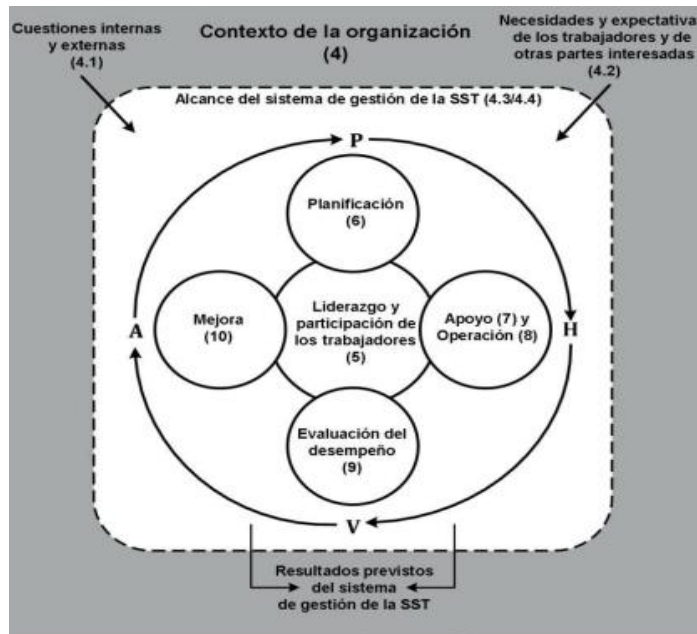 Cuestiones internas
y externas
(4.1)
Contexto de la organización
(4)
Necesidades y expectativa
de los trabajadores y de
otras partes interesadas
(4.2)
Alcance del sistema de gestión de la SST (4.3/4.4)
P
Planificación
(6)
A
Mejora
(10)
Liderazgo y
participación de
los trabajadores
(5)
Apoyo (7) y
Operación (8)
H
Evaluación del
desempeño
(9)
V
Resultados previstos
del sistema
de gestión de la SST